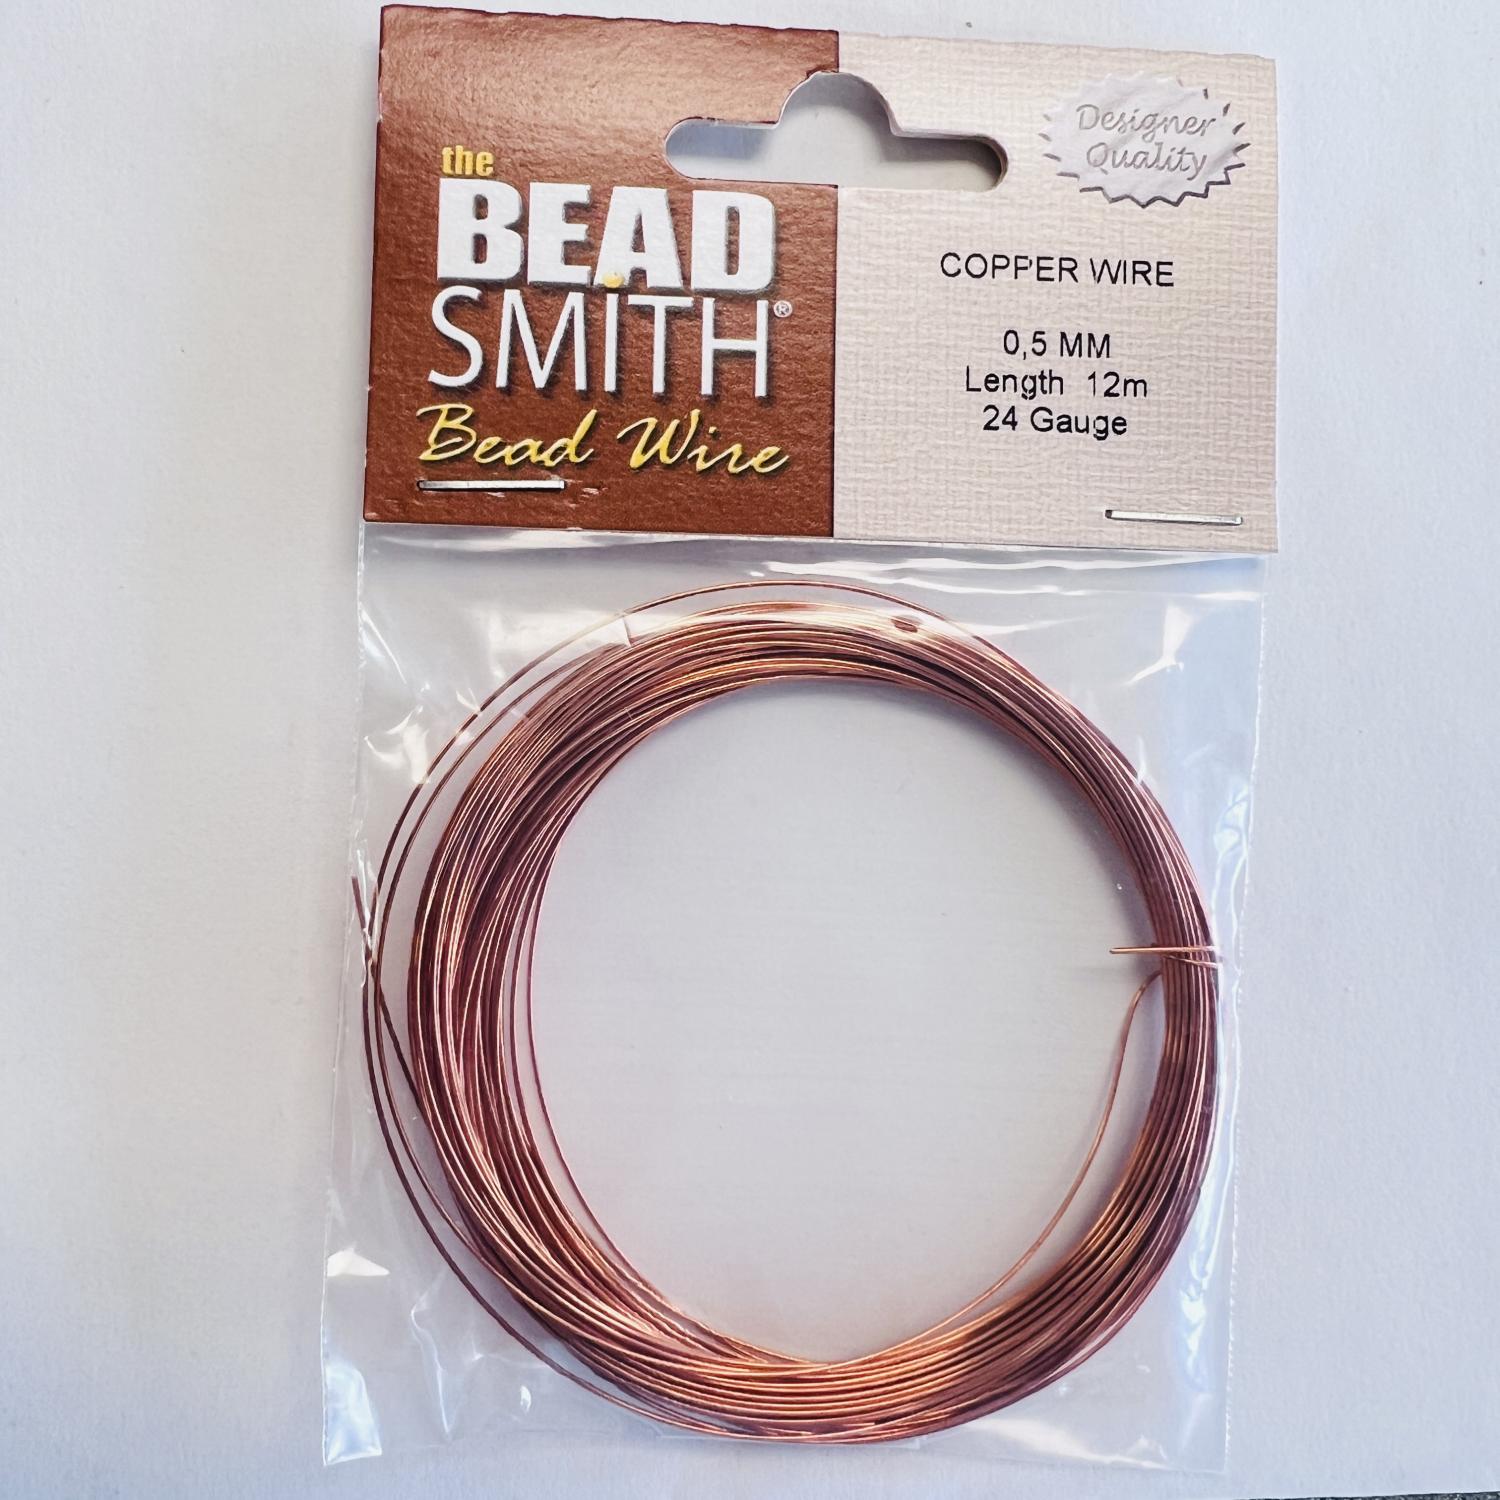 the
BEAD
SMITH®
Bead Wire
Designer
Quality
COPPER WIRE
0,5 MM
Length 12m
24 Gauge